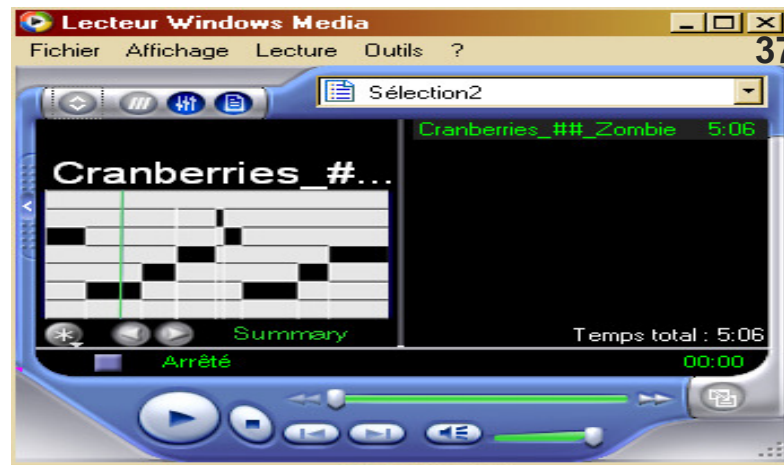 Lecteur Windows Media
Fichier Affichage Lecture Outils ?
37
Sélection2
Cranberries_##_Zombie 5:06
Cranberries_#...
Summary
Temps total : 5:06
Arrêté 00:00